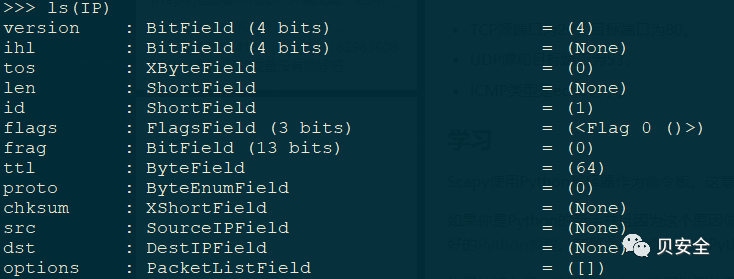 >>> ls(IP)
version : BitField (4 bits) = (4)
ihl : BitField (4 bits) = (None)
tos : XByteField = (0)
len : ShortField = (None)
id : ShortField = (1)
flags : FlagsField (3 bits) = (<Flag 0 ()>)
frag : BitField (13 bits) = (0)
ttl : ByteField = (64)
proto : ByteEnumField = (0)
chksum : XShortField = (None)
src : SourceIPField = (None)
dst : DestIPField = (None)
options : PacketListField = ([])
学习
贝安全